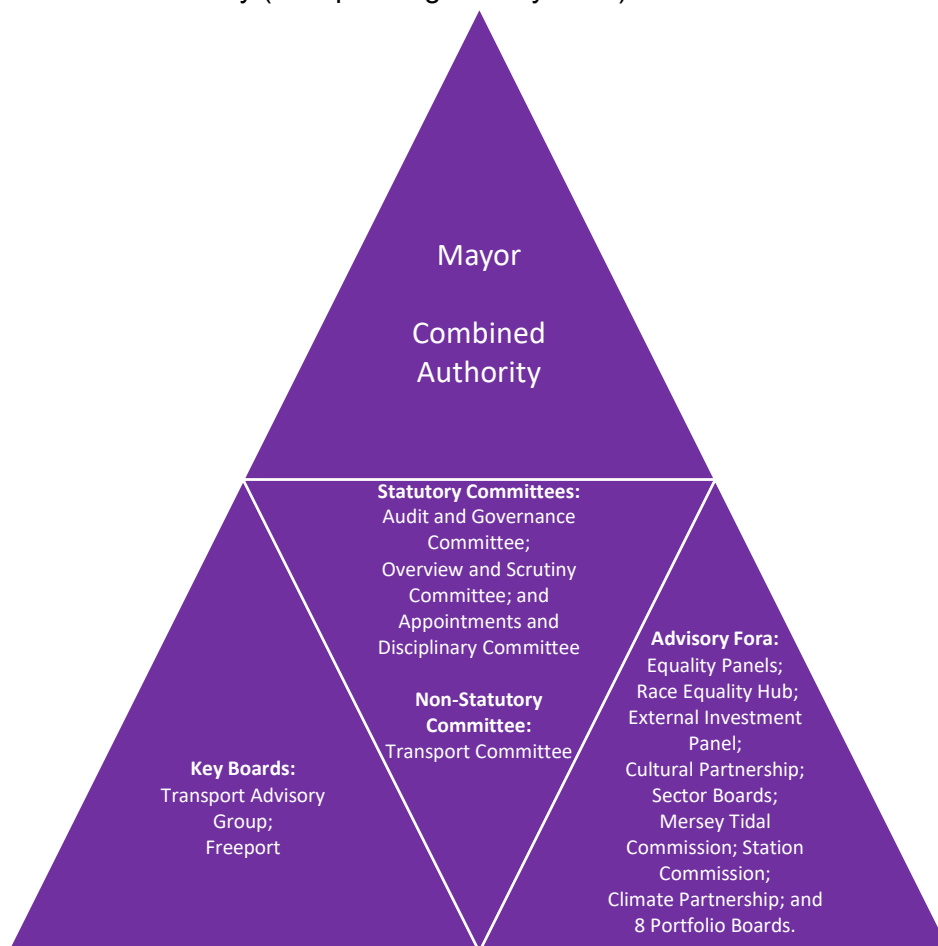 Mayor
Combined
Authority
Statutory Committees:
Audit and Governance
Committee;
Overview and Scrutiny
Committee; and
Appointments and
Disciplinary Committee
Non-Statutory
Committee:
Transport Committee
Key Boards:
Transport Advisory
Group;
Freeport
Advisory Fora:
Equality Panels;
Race Equality Hub;
External Investment
Panel;
Cultural Partnership;
Sector Boards;
Mersey Tidal
Commission; Station
Commission;
Climate Partnership; and
8 Portfolio Boards.